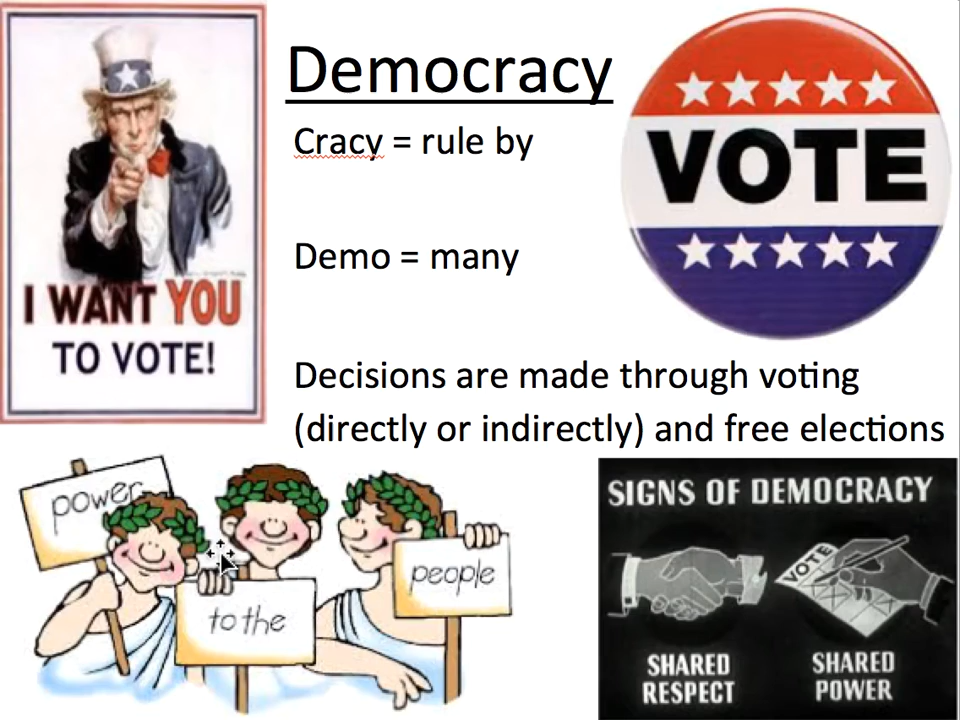 Democracy
Cracy = rule by
Demo = many
Decisions are made through voting
(directly or indirectly) and free elections
I WANT YOU
TO VOTE!
VOTE
power
to the
people
SIGNS OF DEMOCRACY
VOTE
SHARED
RESPECT
SHARED
POWER